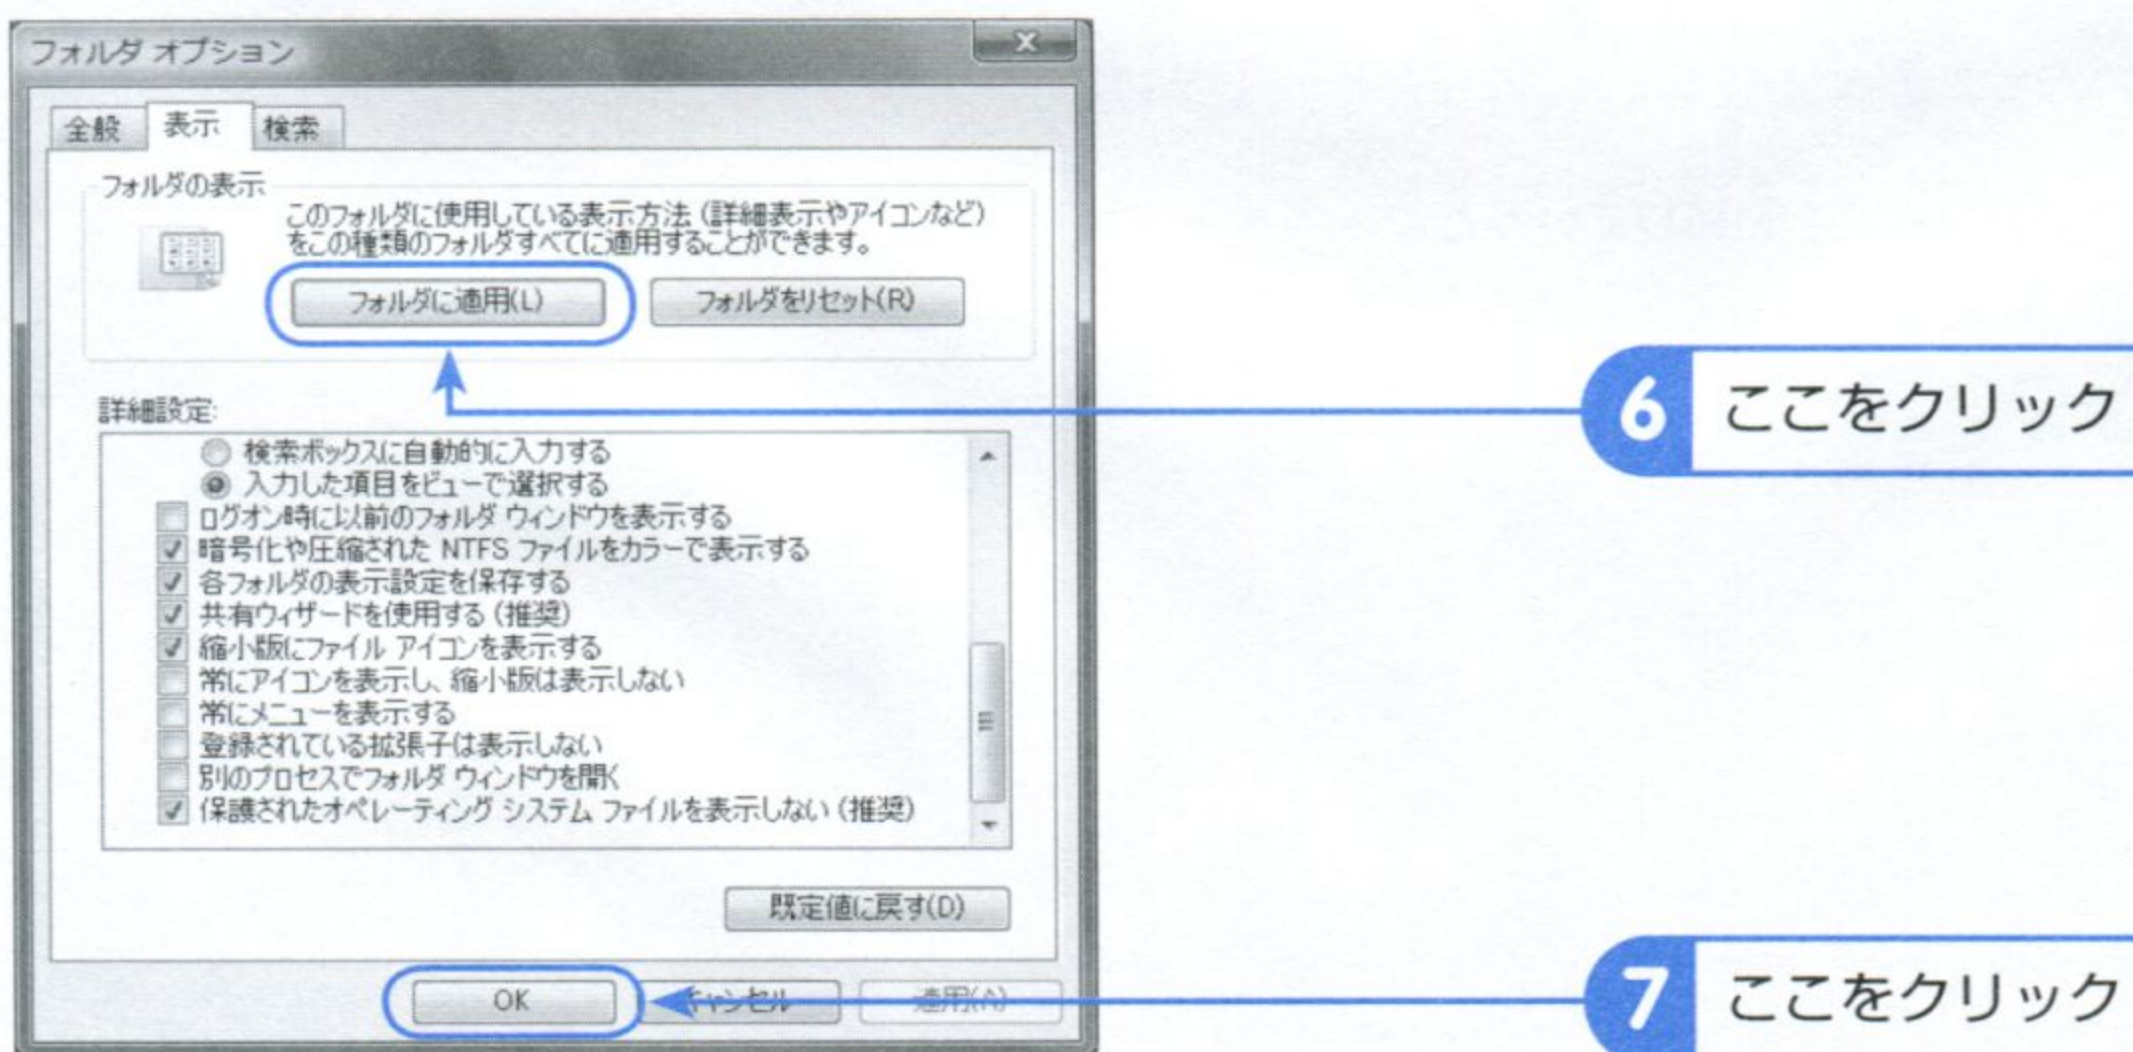 フォルダ オプション
全般 表示 検索
フォルダの表示
このフォルダに使用している表示方法 (詳細表示やアイコンなど)
をこの種類のフォルダすべてに適用することができます。
フォルダに適用(L) フォルダをリセット(R)
6 ここをクリック
詳細設定:
検索ボックスに自動的に入力する
入力した項目をビューで選択する
ログオン時に以前のフォルダ ウィンドウを表示する
暗号化や圧縮された NTFS ファイルをカラーで表示する
各フォルダの表示設定を保存する
共有ウィザードを使用する (推奨)
縮小版にファイル アイコンを表示する
常にアイコンを表示し、縮小版は表示しない
常にメニューを表示する
登録されている拡張子は表示しない
別のプロセスでフォルダ ウィンドウを開く
保護されたオペレーティング システム ファイルを表示しない (推奨)
既定値に戻す(D)
OK キャンセル 適用(A)
7 ここをクリック